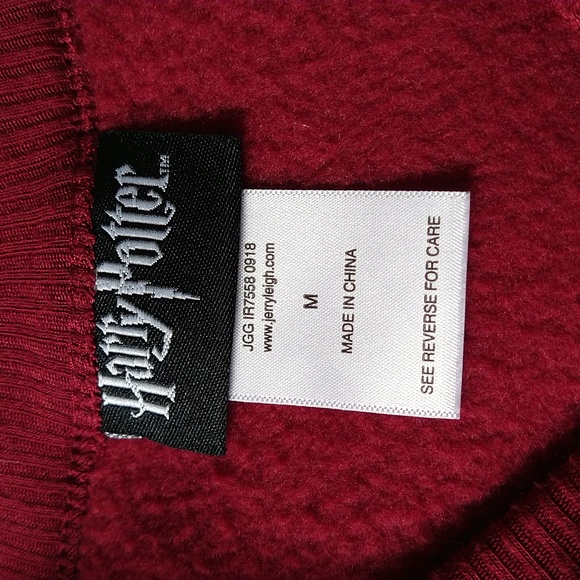 Harry Potter™
JGG IR7558 0918
www.jerryleigh.com
M
MADE IN CHINA
SEE REVERSE FOR CARE